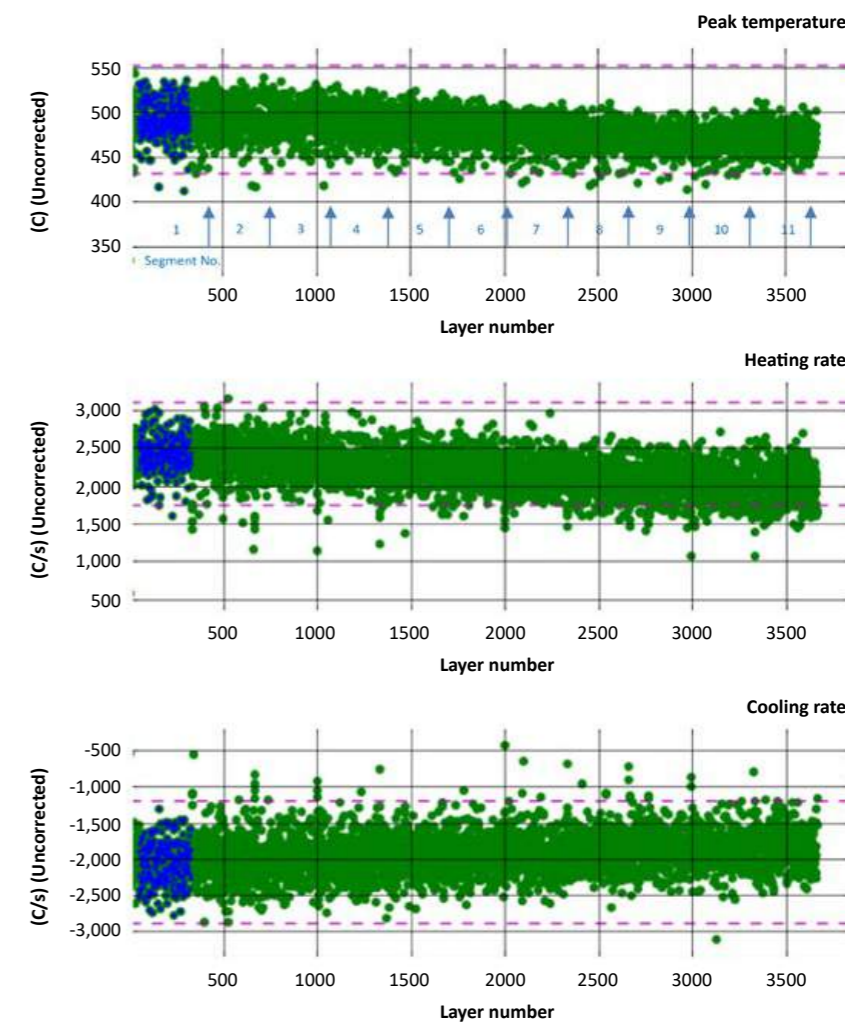 Peak temperature
(C) (Uncorrected)
550
500
450
400
350
1 2 3 4 5 6 7 8 9 10 11
Segment No.
500 1000 1500 2000 2500 3000 3500
Layer number
Heating rate
(C/s) (Uncorrected)
3,000
2,500
2,000
1,500
1,000
500
500 1000 1500 2000 2500 3000 3500
Layer number
Cooling rate
(C/s) (Uncorrected)
-500
-1,000
-1,500
-2,000
-2,500
-3,000
500 1000 1500 2000 2500 3000 3500
Layer number